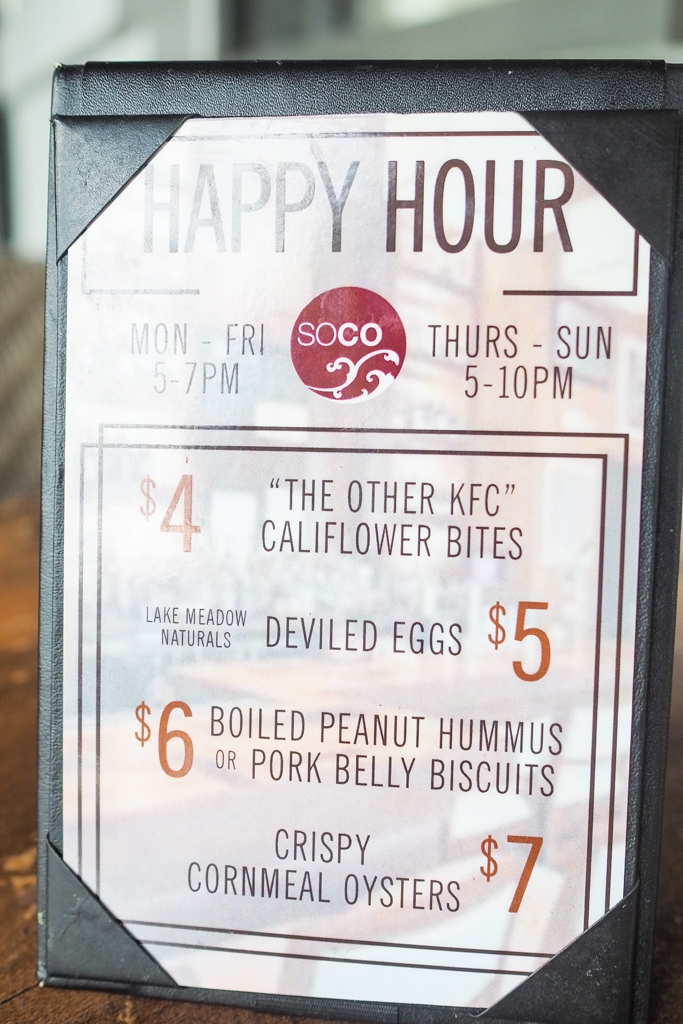 HAPPY HOUR
MON - FRI
5-7PM
SOCO
THURS - SUN
5-10PM
$4
"THE OTHER KFC"
CALIFLOWER BITES
LAKE MEADOW
NATURALS
DEVILED EGGS
$5
$6
BOILED PEANUT HUMMUS
OR PORK BELLY BISCUITS
CRISPY
CORNMEAL OYSTERS
$7